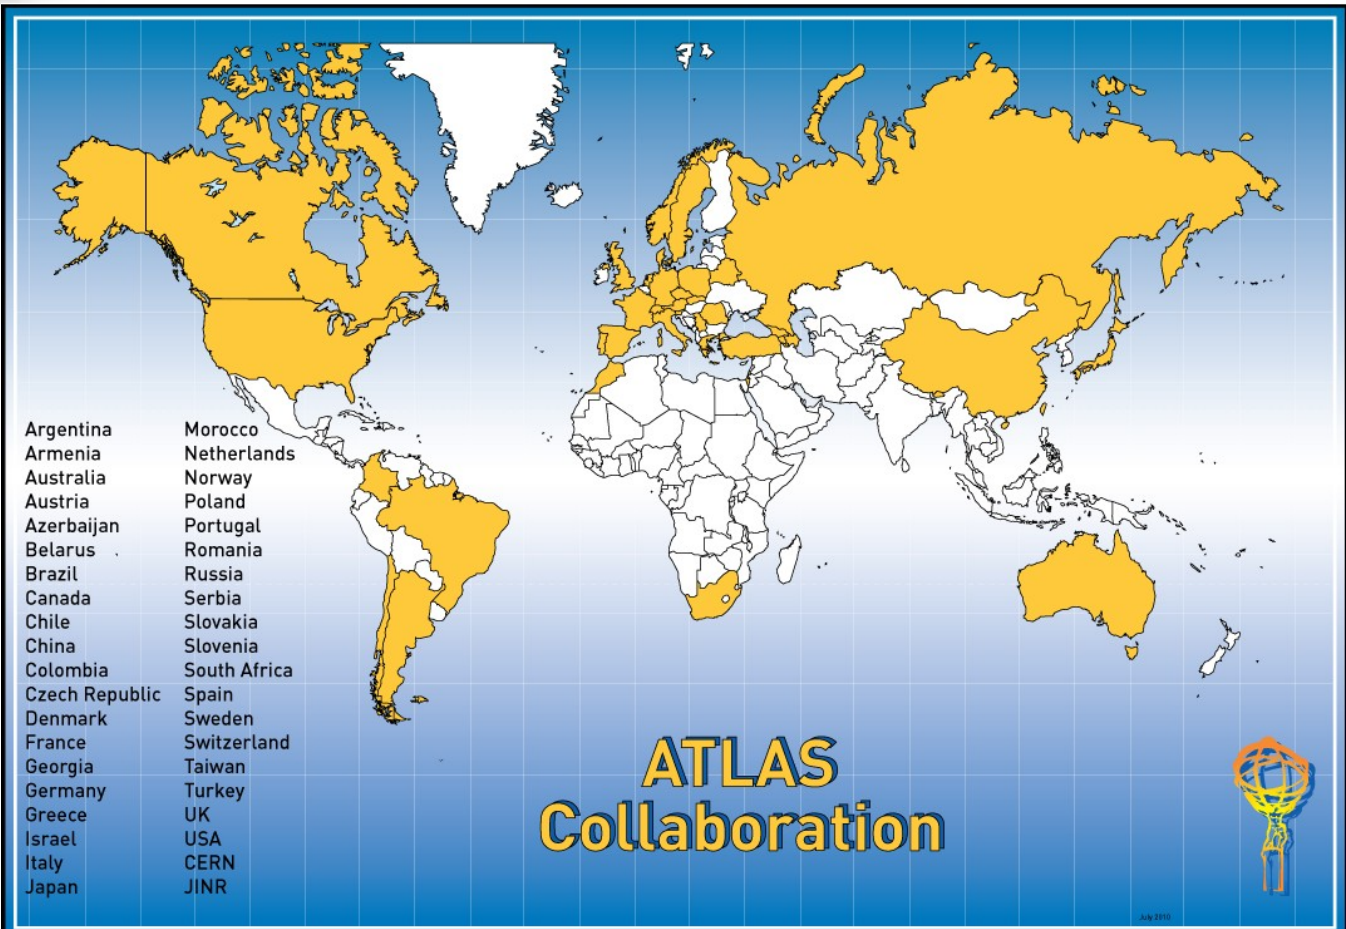 Argentina
Armenia
Australia
Austria
Azerbaijan
Belarus
Brazil
Canada
Chile
China
Colombia
Czech Republic
Denmark
France
Georgia
Germany
Greece
Israel
Italy
Japan
Morocco
Netherlands
Norway
Poland
Portugal
Romania
Russia
Serbia
Slovakia
Slovenia
South Africa
Spain
Sweden
Switzerland
Taiwan
Turkey
UK
USA
CERN
JINR
ATLAS
Collaboration
July 2010